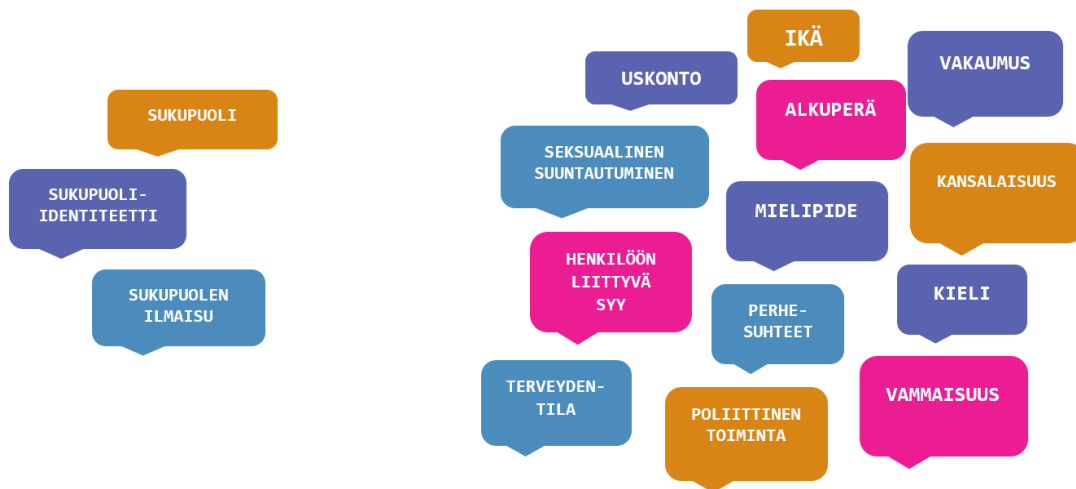 SUKUPUOLI
SUKUPUOLI-
IDENTITEETTI
SUKUPUOLEN
ILMAISU
IKÄ
USKONTO
VAKAUMUS
ALKUPERÄ
SEKSUAALINEN
SUUNTAUTUMINEN
KANSALAISUUS
MIELIPIDE
HENKILÖÖN
LIITTYVÄ
SYY
KIELI
PERHE-
SUHTEET
TERVEYDEN-
TILA
VAMMAISUUS
POLIITTINEN
TOIMINTA